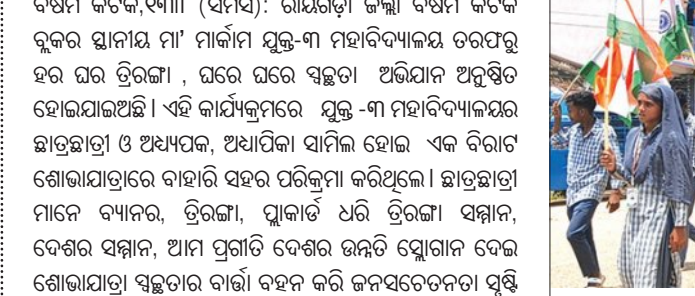 ବିଷମ କଟକ,୧୩ା୮ (ସମିସ): ରାୟଗଡ଼ା ଜିଲ୍ଲା ବିଷମ କଟକ
ବ୍ଲକର ସ୍ଥାନୀୟ ମା' ମାର୍କାମ ଯୁକ୍ତ-୩ ମହାବିଦ୍ୟାଳୟ ତରଫରୁ
ହର ଘର ତ୍ରିରଙ୍ଗା , ଘରେ ଘରେ ସ୍ୱଚ୍ଛତା ଅଭିଯାନ ଅନୁଷ୍ଠିତ
ହୋଇଯାଇଅଛି । ଏହି କାର୍ଯ୍ୟକ୍ରମରେ ଯୁକ୍ତ -୩ ମହାବିଦ୍ୟାଳୟର
ଛାତ୍ରଛାତ୍ରୀ ଓ ଅଧ୍ୟାପକ, ଅଧ୍ୟାପିକା ସାମିଲ ହୋଇ ଏକ ବିରାଟ
ଶୋଭାଯାତ୍ରାରେ ବାହାରି ସହର ପରିକ୍ରମା କରିଥିଲେ । ଛାତ୍ରଛାତ୍ରୀ
ମାନେ ବ୍ୟାନର, ତ୍ରିରଙ୍ଗା, ପ୍ଲାକାର୍ଡ ଧରି ତ୍ରିରଙ୍ଗା ସମ୍ମାନ,
ଦେଶର ସମ୍ମାନ, ଆମ ପ୍ରଗତି ଦେଶର ଉନ୍ନତି ସ୍ଲୋଗାନ ଦେଇ
ଶୋଭାଯାତ୍ରା ସ୍ୱଚ୍ଛତାର ବାର୍ତ୍ତା ବହନ କରି ଜନସଚେତନତା ସୃଷ୍ଟି